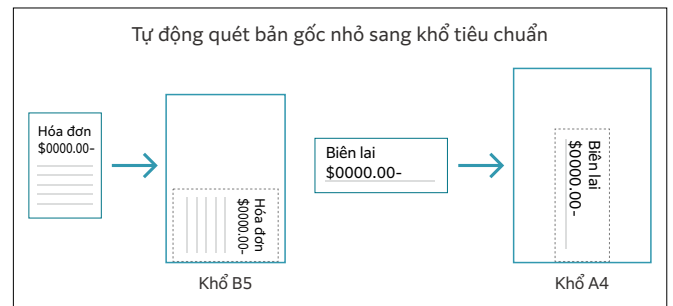 Tự động quét bản gốc nhỏ sang khổ tiêu chuẩn
Hóa đơn
$0000.00-
Hóa đơn
$0000.00-
Khổ B5
Biên lai
$0000.00-
Biên lai
$0000.00-
Khổ A4